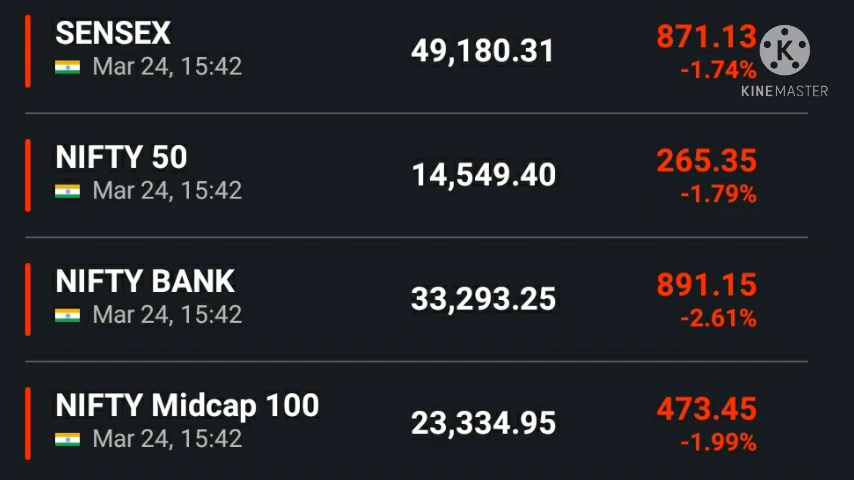 SENSEX
49,180.31
871.13
Mar 24, 15:42
-1.74%
K
KINEMASTER
NIFTY 50
14,549.40
265.35
Mar 24, 15:42
-1.79%
NIFTY BANK
33,293.25
891.15
Mar 24, 15:42
-2.61%
NIFTY Midcap 100
23,334.95
473.45
Mar 24, 15:42
-1.99%